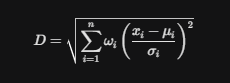 $D = \sqrt{\sum_{i=1}^{n} \omega_i \left( \frac{x_i - \mu_i}{\sigma_i} \right)^2}$